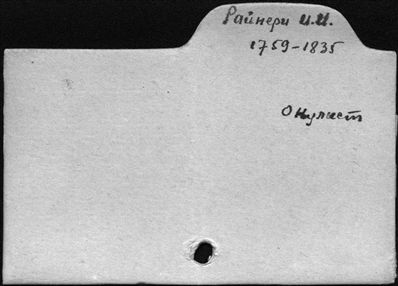 Райнери И.И.
1759-1835
Окулист